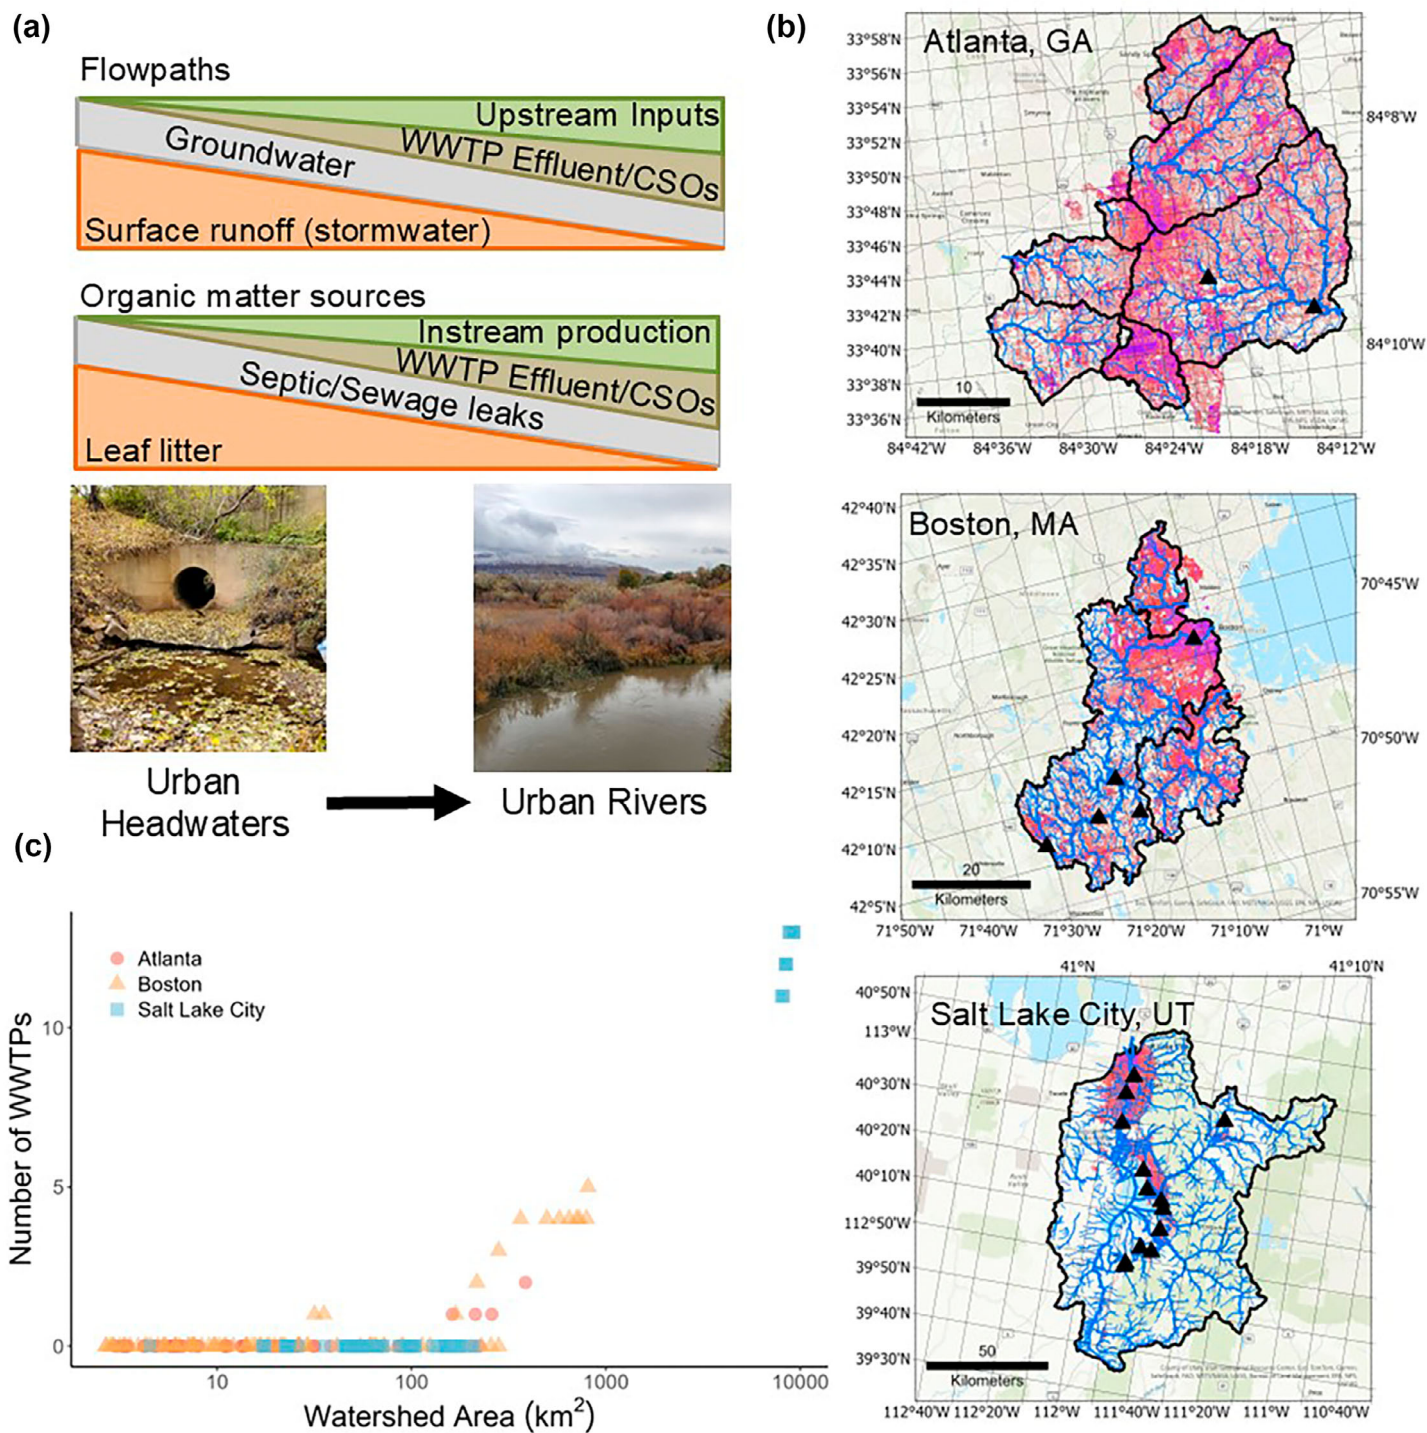 (a)
Flowpaths
Upstream Inputs
WWTP Effluent/CSOs
Groundwater
Surface runoff (stormwater)
Organic matter sources
Instream production
WWTP Effluent/CSOs
Septic/Sewage leaks
Leaf litter
Urban
Headwaters
Urban Rivers
(b)
Atlanta, GA
33°58'N
33°56'N
33°54'N
33°52'N
33°50'N
33°48'N
33°46'N
33°44'N
33°42'N
33°40'N
33°38'N
33°36'N
84°8'W
84°10'W
Smyrna
10
Kilometers
84°42'W 84°36'W 84°30'W 84°24'W 84°18'W 84°12'W
Boston, MA
42°40'N
42°35'N
42°30'N
42°25'N
42°20'N
42°15'N
42°10'N
42°5'N
70°45'W
70°50'W
70°55'W
Boston
20
Kilometers
71°50'W 71°40'W 71°30'W 71°20'W 71°10'W 71°W
41°N
41°10'N
Salt Lake City, UT
40°50'N
113°W
40°30'N
40°20'N
40°10'N
112°50'W
39°50'N
39°40'N
39°30'N
50
Kilometers
112°40'W 112°20'W 112°W 111°40'W 111°20'W 111°W 110°40'W
(c)
Atlanta
Boston
Salt Lake City
Number of WWTPs
10
5
0
10
100
1000
10000
Watershed Area (km²)